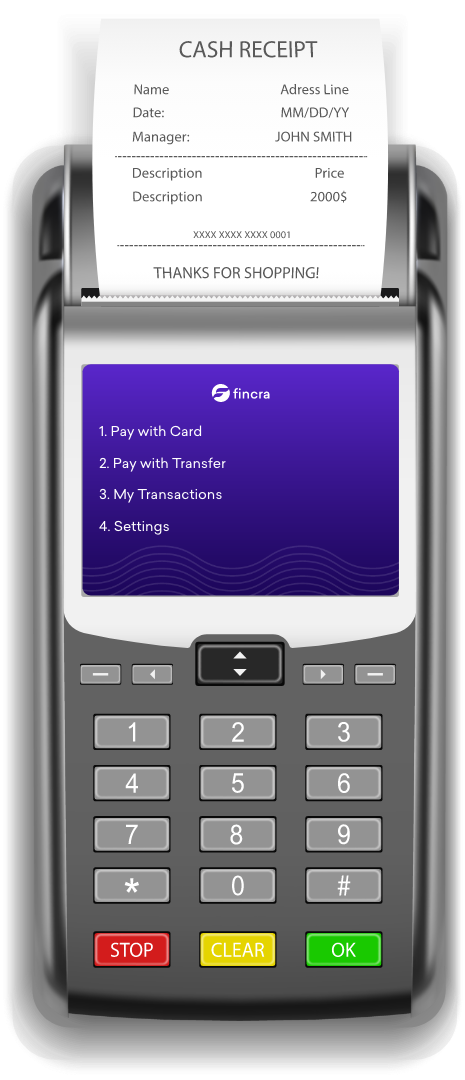 CASH RECEIPT
Name Adress Line
Date: MM/DD/YY
Manager: JOHN SMITH
Description Price
Description 2000$
XXXX XXXX XXXX 0001
THANKS FOR SHOPPING!
fincra
1. Pay with Card
2. Pay with Transfer
3. My Transactions
4. Settings
1 2 3
4 5 6
7 8 9
* 0 #
STOP CLEAR OK